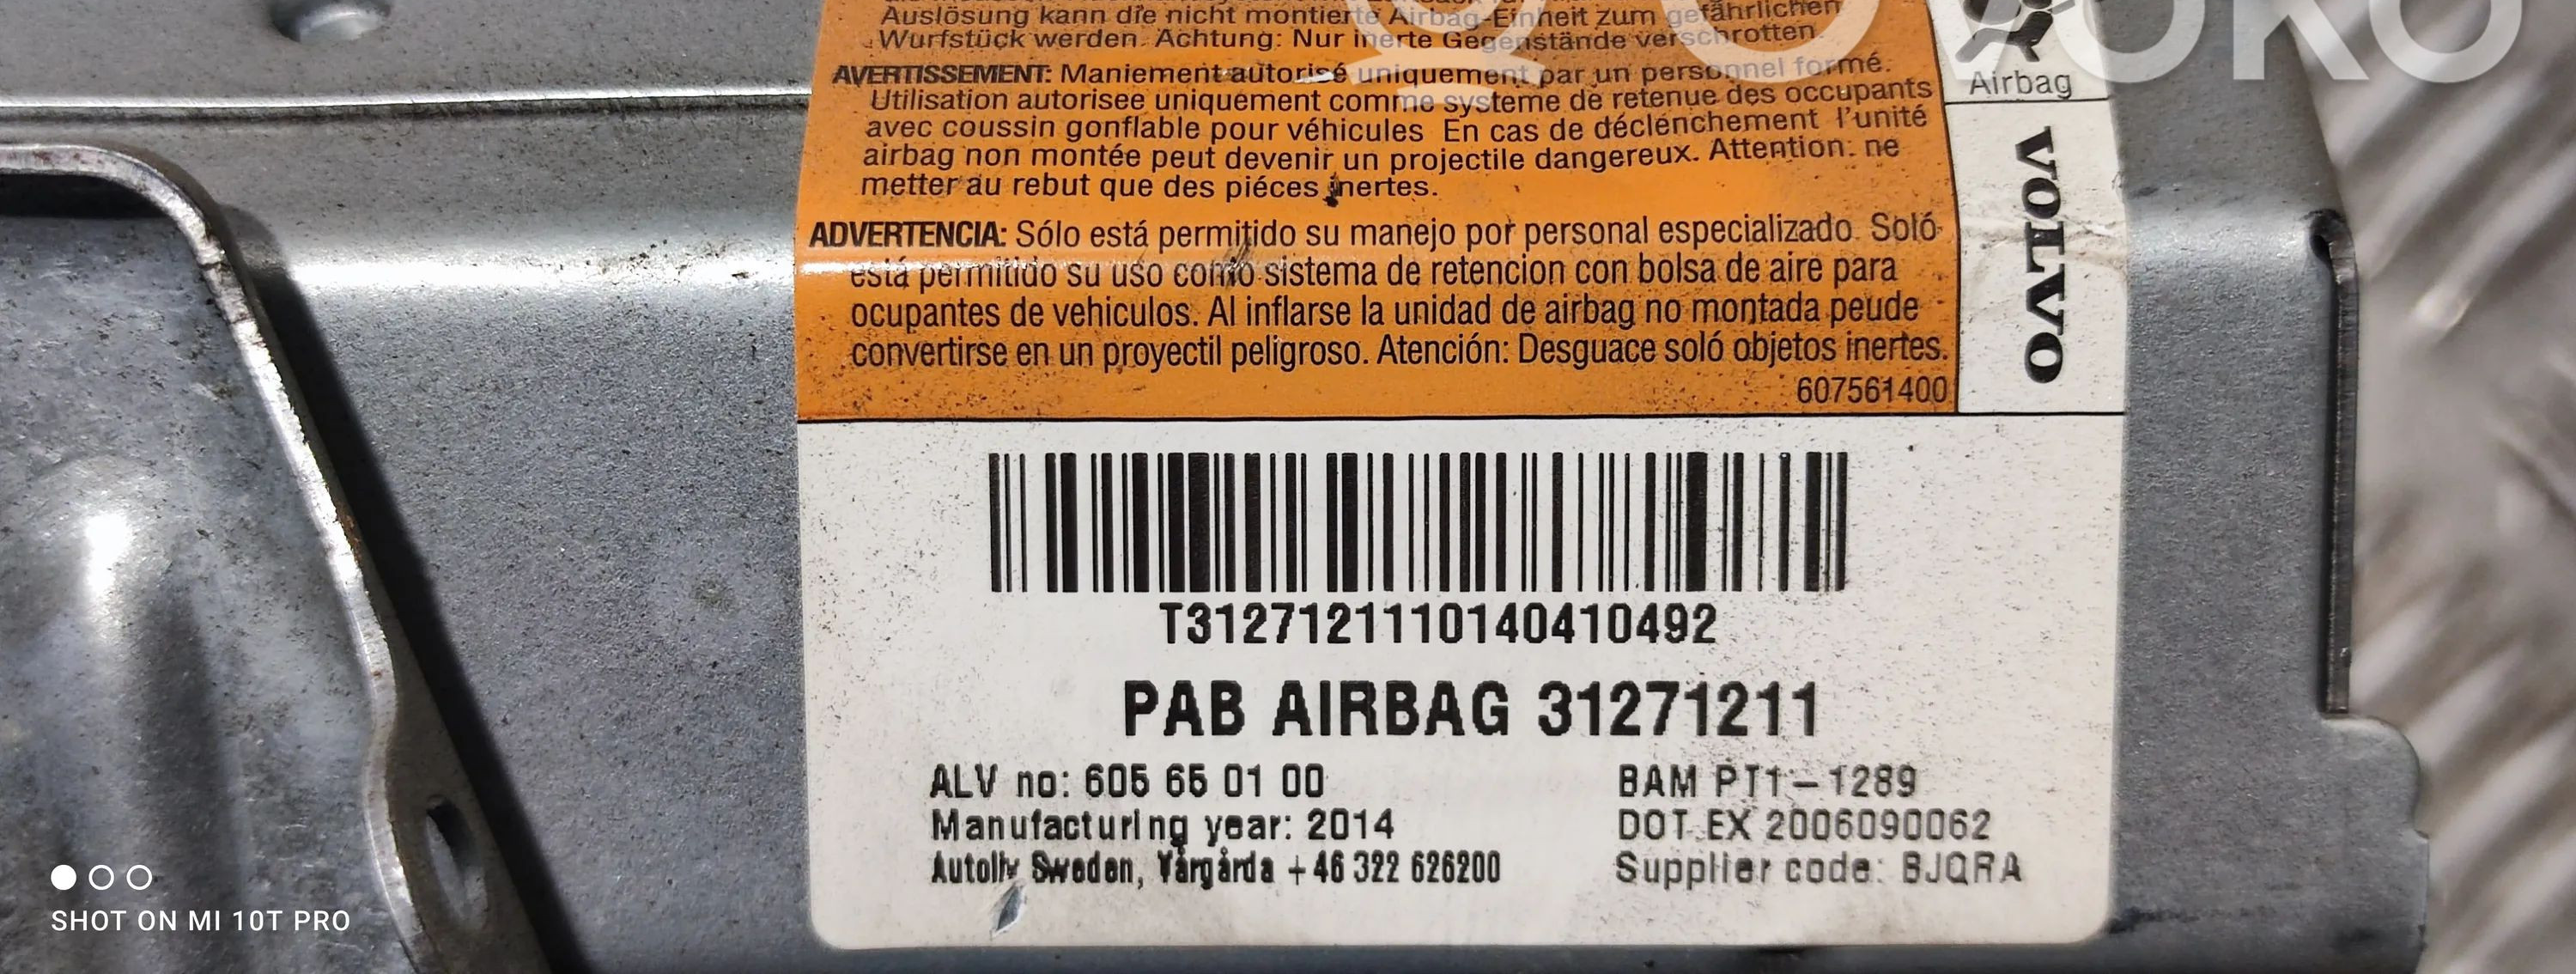 Auslösung kann die nicht montierte Airbag-Einheit zum gefährlichen
Wurfstück werden. Achtung: Nur inerte Gegenstände verschrotten.
AVERTISSEMENT: Maniement autorisé uniquement par un personnel formé.
Utilisation autorisee uniquement comme systeme de retenue des occupants
avec coussin gonflable pour véhicules En cas de déclenchement l'unité
airbag non montée peut devenir un projectile dangereux. Attention: ne
metter au rebut que des piéces inertes.
ADVERTENCIA: Sólo está permitido su manejo por personal especializado. Soló
está permitido su uso como sistema de retencion con bolsa de aire para
ocupantes de vehiculos. Al inflarse la unidad de airbag no montada peude
convertirse en un proyectil peligroso. Atención: Desguace soló objetos inertes.
607561400
Airbag
VOLVO
OVOKO
T3127121110140410492
PAB AIRBAG 31271211
ALV no: 605 65 01 00
Manufacturing year: 2014
Autoliv Sweden, Vårgårda +46 322 626200
BAM PT1-1289
DOT EX 2006090062
Supplier code: BJQRA
SHOT ON MI 10T PRO